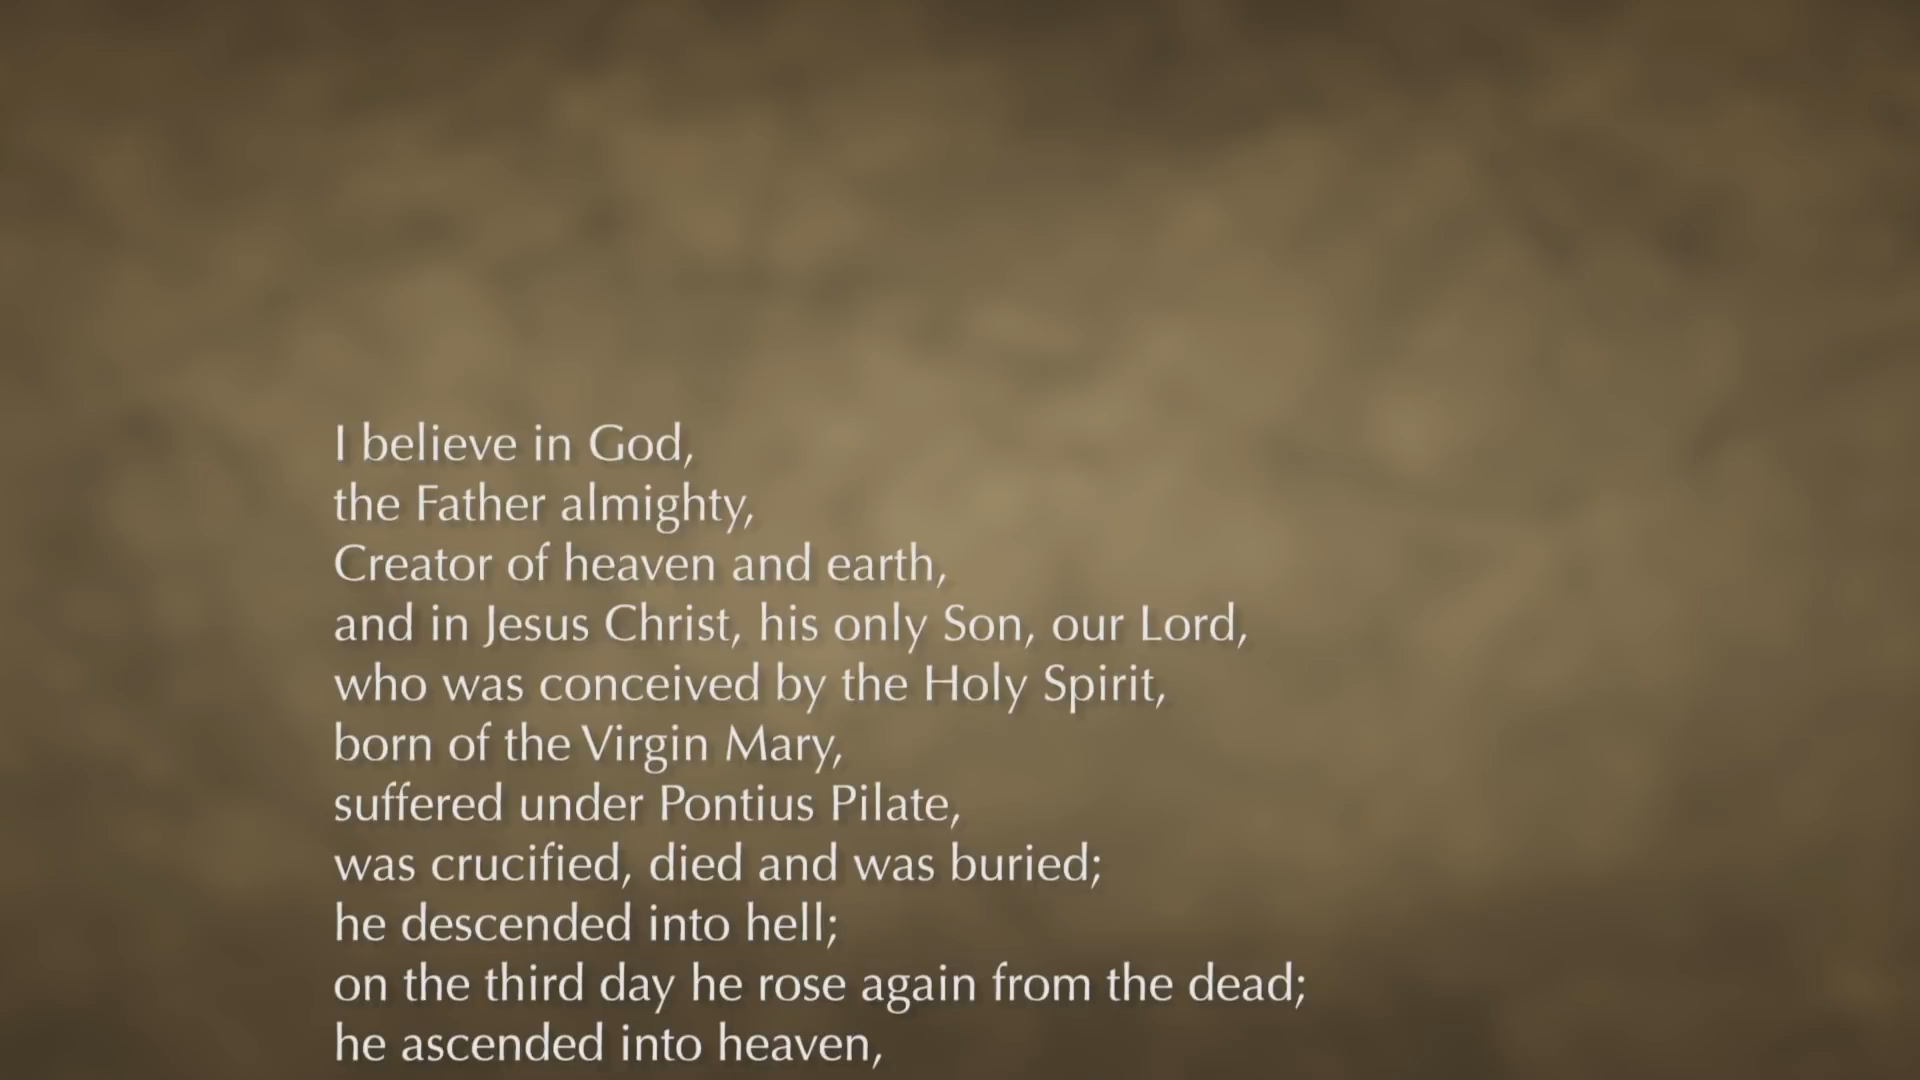 I believe in God,
the Father almighty,
Creator of heaven and earth,
and in Jesus Christ, his only Son, our Lord,
who was conceived by the Holy Spirit,
born of the Virgin Mary,
suffered under Pontius Pilate,
was crucified, died and was buried;
he descended into hell;
on the third day he rose again from the dead;
he ascended into heaven,